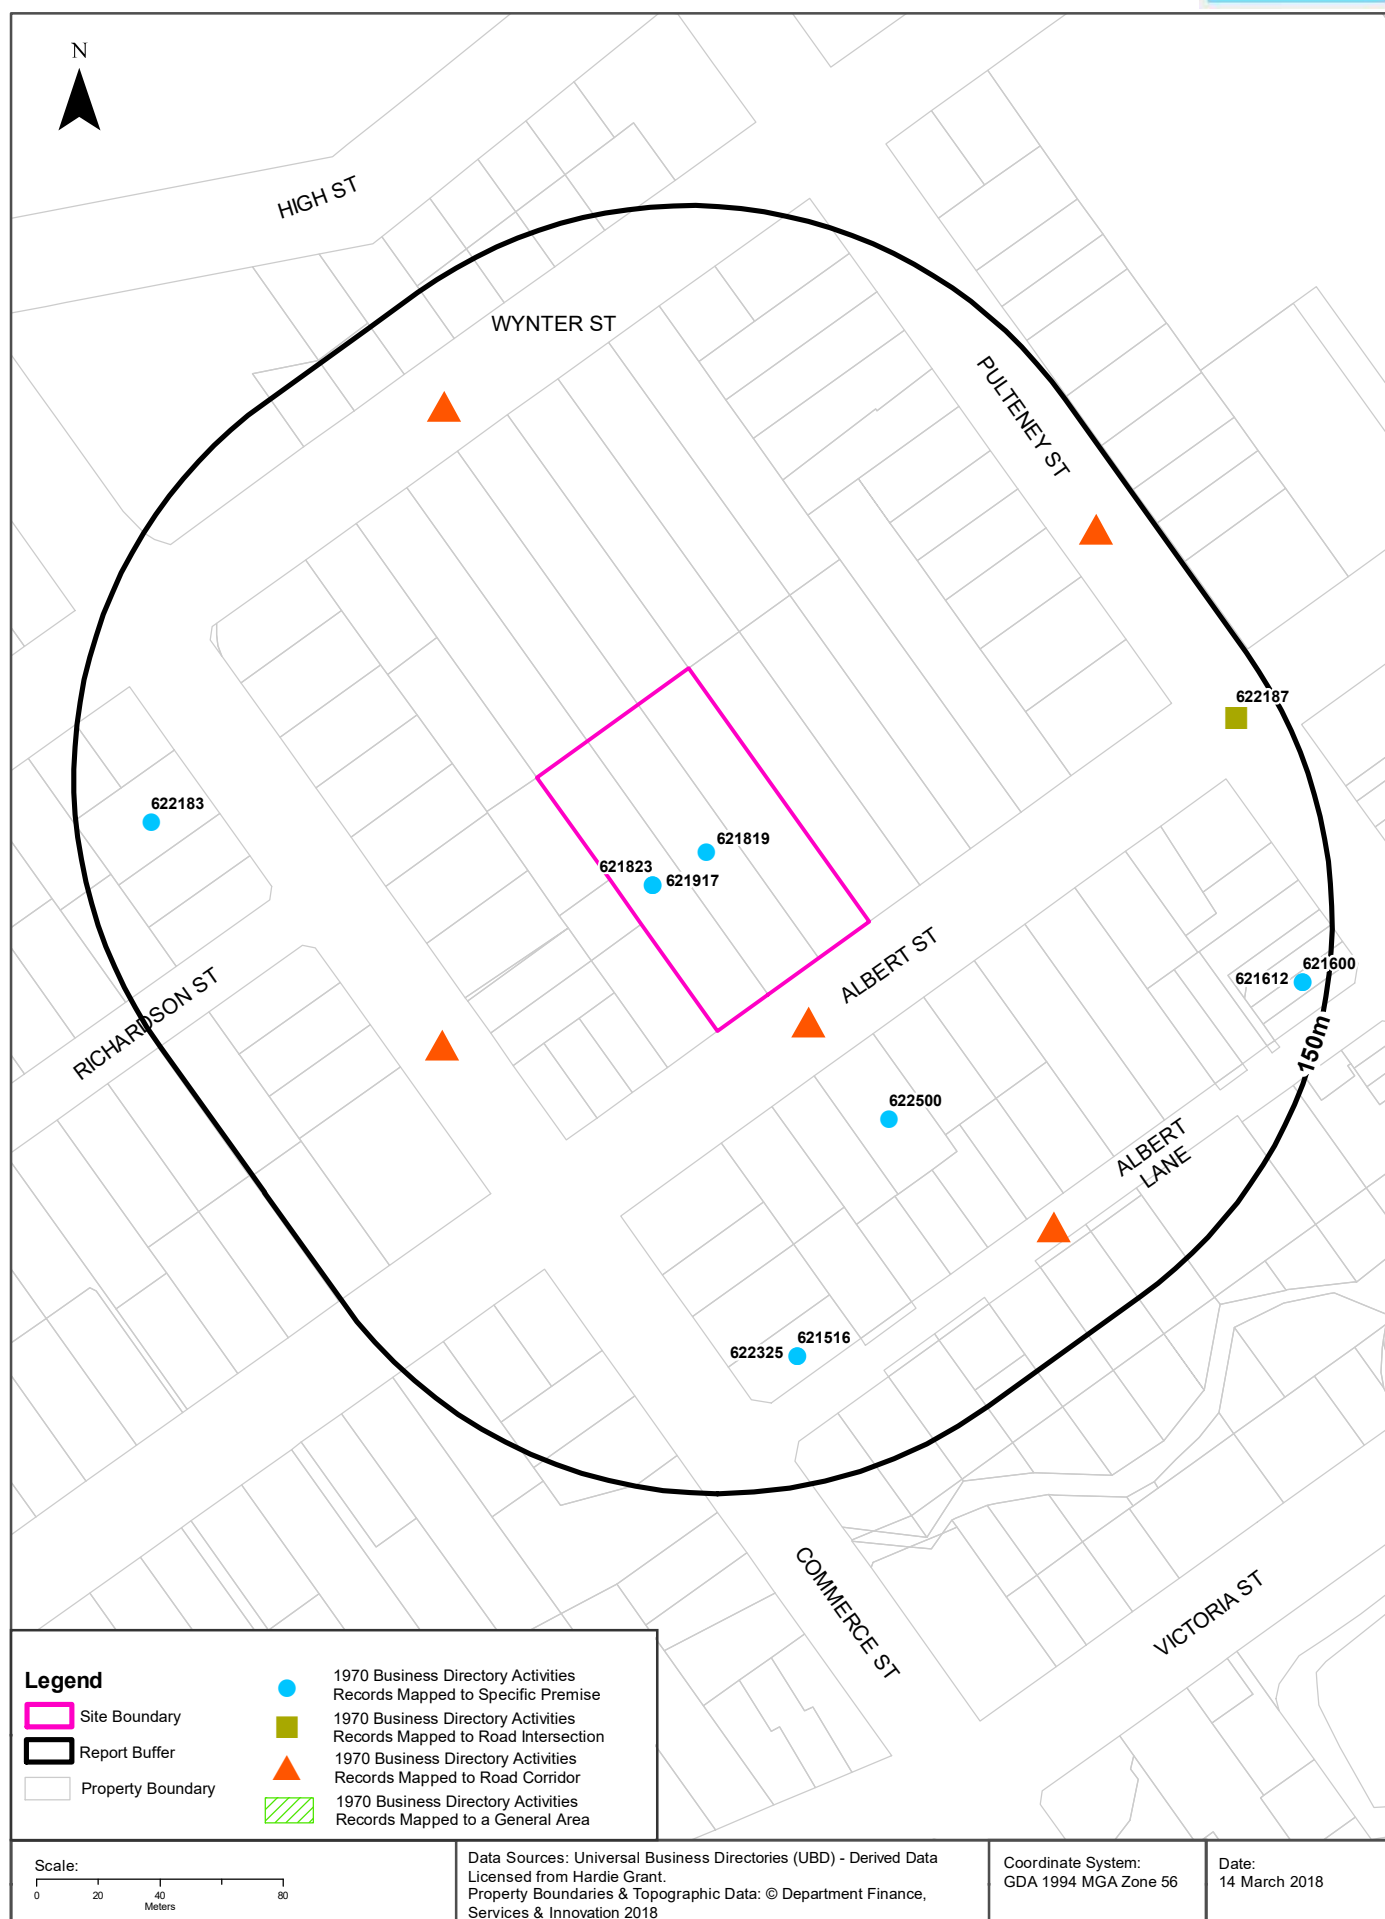 N
HIGH ST
WYNTER ST
PULTENEY ST
622187
622183
621819
621823
621917
ALBERT ST
621600
621612
RICHARDSON ST
150m
622500
ALBERT
LANE
621516
622325
COMMERCE ST
VICTORIA ST
Legend
Site Boundary
Report Buffer
Property Boundary
1970 Business Directory Activities
Records Mapped to Specific Premise
1970 Business Directory Activities
Records Mapped to Road Intersection
1970 Business Directory Activities
Records Mapped to Road Corridor
1970 Business Directory Activities
Records Mapped to a General Area
Scale:
0 20 40 80
Meters
Data Sources: Universal Business Directories (UBD) - Derived Data
Licensed from Hardie Grant.
Property Boundaries & Topographic Data: © Department Finance,
Services & Innovation 2018
Coordinate System:
GDA 1994 MGA Zone 56
Date:
14 March 2018